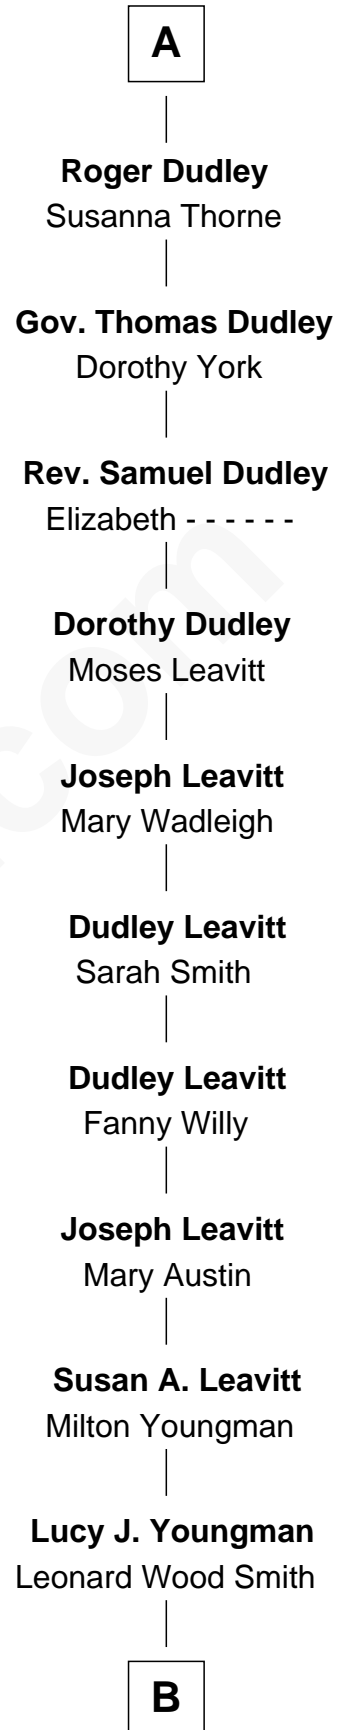 A
Roger Dudley
Susanna Thorne
Gov. Thomas Dudley
Dorothy York
Rev. Samuel Dudley
Elizabeth - - - - - -
Dorothy Dudley
Moses Leavitt
Joseph Leavitt
Mary Wadleigh
Dudley Leavitt
Sarah Smith
Dudley Leavitt
Fanny Willy
Joseph Leavitt
Mary Austin
Susan A. Leavitt
Milton Youngman
Lucy J. Youngman
Leonard Wood Smith
B